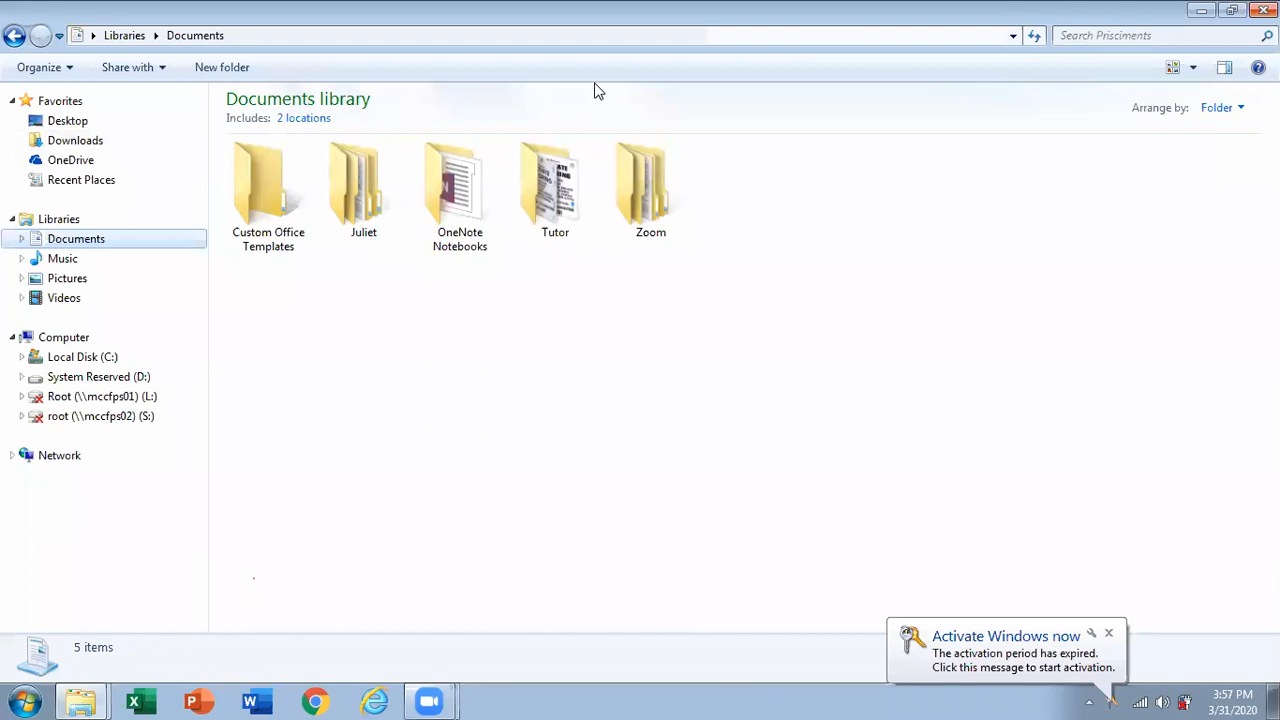 Libraries Documents
Search Prisciments
Organize Share with New folder
Favorites
Desktop
Downloads
OneDrive
Recent Places
Libraries
Documents
Music
Pictures
Videos
Computer
Local Disk (C:)
System Reserved (D:)
Root (\\mccfps01) (L:)
root (\\mccfps02) (S:)
Network
Documents library
Includes: 2 locations
Arrange by: Folder
Custom Office
Templates
Juliet
OneNote
Notebooks
Tutor
Zoom
5 items
Activate Windows now
The activation period has expired.
Click this message to start activation.
3:57 PM
3/31/2020